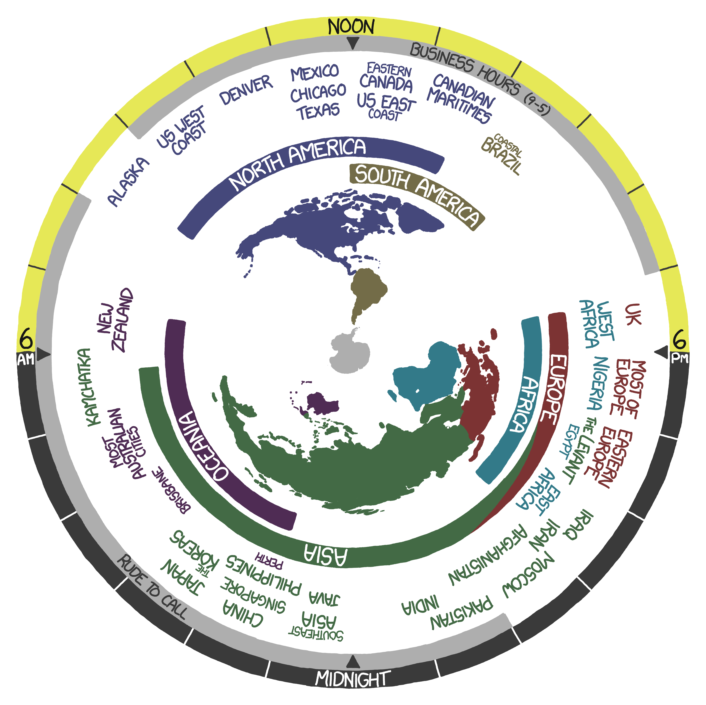 NOON
BUSINESS HOURS (9-5)
ALASKA
US WEST
COAST
DENVER
MEXICO
CHICAGO
TEXAS
EASTERN
CANADA
US EAST
COAST
CANADIAN
MARITIMES
COASTAL
BRAZIL
NORTH AMERICA
SOUTH AMERICA
UK
WEST
AFRICA
MOST OF
EUROPE
NIGERIA
EASTERN
EUROPE
THE LEVANT
EGYPT
EAST
AFRICA
EUROPE
AFRICA
6
PM
IRAQ
IRAN
AFGHANISTAN
MOSCOW
PAKISTAN
INDIA
ASIA
SOUTHEAST
ASIA
JAVA
PERTH
PHILIPPINES
SINGAPORE
CHINA
THE
KOREAS
JAPAN
BRISBANE
MOST
AUSTRALIAN
CITIES
KAMCHATKA
NEW
ZEALAND
OCEANIA
6
AM
RUDE TO CALL
MIDNIGHT